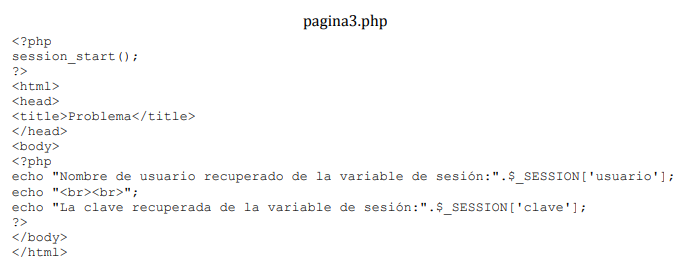 pagina3.php
<?php
session_start();
?>
<html>
<head>
<title>Problema</title>
</head>
<body>
<?php
echo "Nombre de usuario recuperado de la variable de sesión:".$_SESSION['usuario'];
echo "<br><br>";
echo "La clave recuperada de la variable de sesión:".$_SESSION['clave'];
?>
</body>
</html>